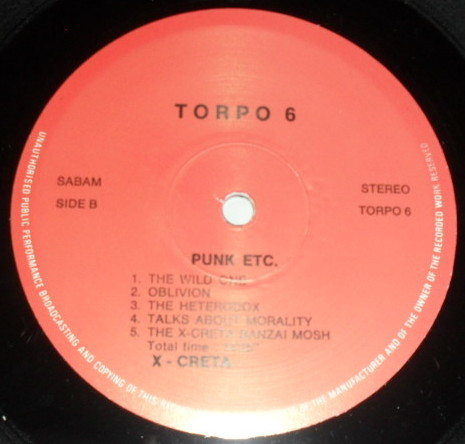 TORPO 6
SABAM
STEREO
SIDE B
TORPO 6
PUNK ETC.
1. THE WILD ONE
2. OBLIVION
3. THE HETERODOX
4. TALKS ABOUT MORALITY
5. THE X-CRETA BANZAI MOSH
Total time
X - CRETA
UNAUTHORISED PUBLIC PERFORMANCE BROADCASTING AND COPYING OF THIS
THE MANUFACTURER AND OF THE OWNER OF THE RECORDED WORK RESERVED